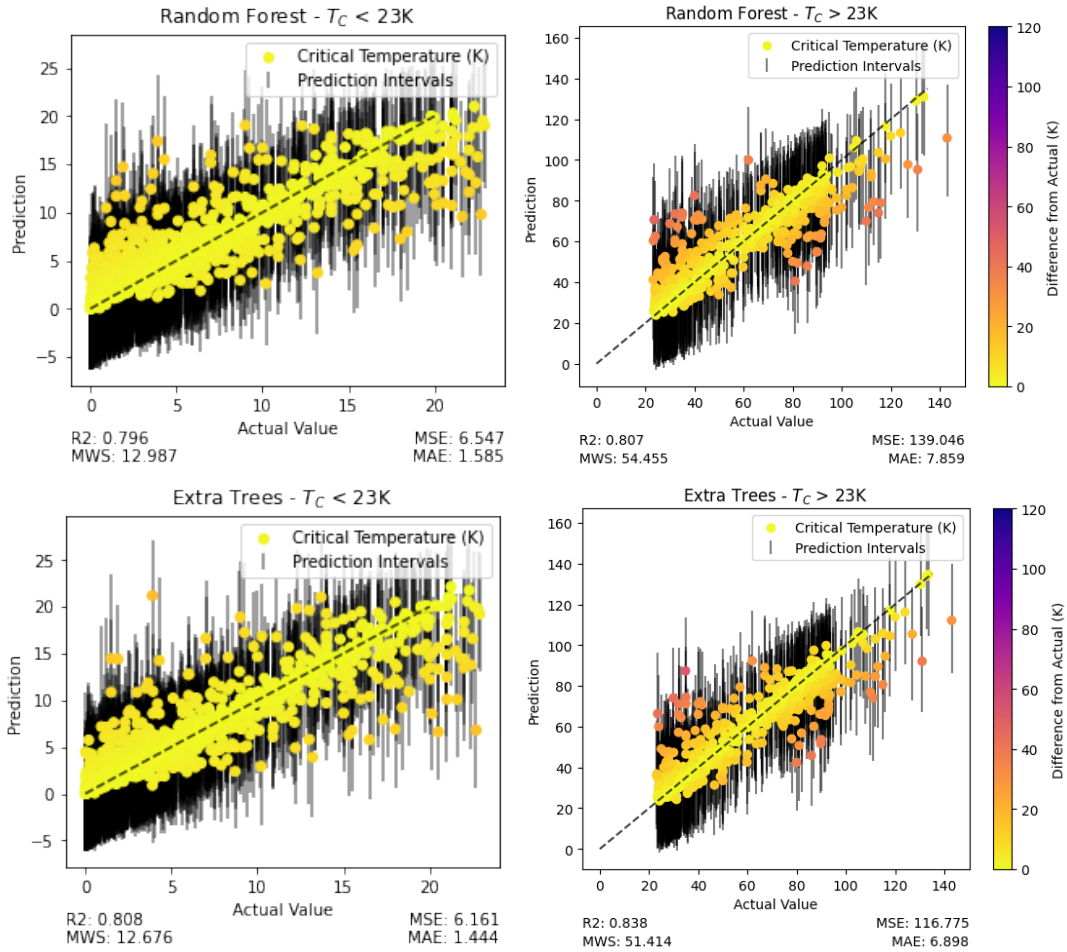 Random Forest - T_C < 23K
Critical Temperature (K)
Prediction Intervals
Prediction
25
20
15
10
5
0
−5
0
5
10
15
20
Actual Value
R2: 0.796
MSE: 6.547
MWS: 12.987
MAE: 1.585
Random Forest - T_C > 23K
Critical Temperature (K)
Prediction Intervals
Prediction
160
140
120
100
80
60
40
20
0
0
20
40
60
80
100
120
140
Actual Value
R2: 0.807
MSE: 139.046
MWS: 54.455
MAE: 7.859
120
100
80
60
40
20
0
Difference from Actual (K)
Extra Trees - T_C < 23K
Critical Temperature (K)
Prediction Intervals
Prediction
25
20
15
10
5
0
−5
0
5
10
15
20
Actual Value
R2: 0.808
MSE: 6.161
MWS: 12.676
MAE: 1.444
Extra Trees - T_C > 23K
Critical Temperature (K)
Prediction Intervals
Prediction
160
140
120
100
80
60
40
20
0
0
20
40
60
80
100
120
140
Actual Value
R2: 0.838
MSE: 116.775
MWS: 51.414
MAE: 6.898
120
100
80
60
40
20
0
Difference from Actual (K)